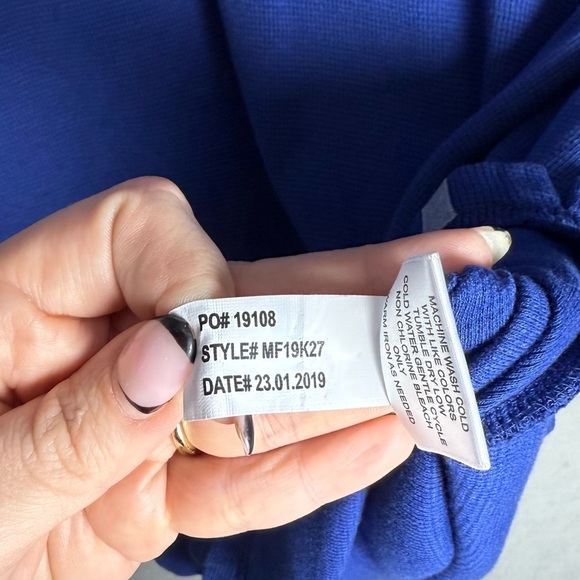 PO# 19108
STYLE# MF19K27
DATE# 23.01.2019
MACHINE WASH COLD
WITH LIKE COLORS
TUMBLE DRY LOW
COLD WATER GENTLE CYCLE
NON CHLORINE BLEACH
ONLY
WARM IRON AS NEEDED